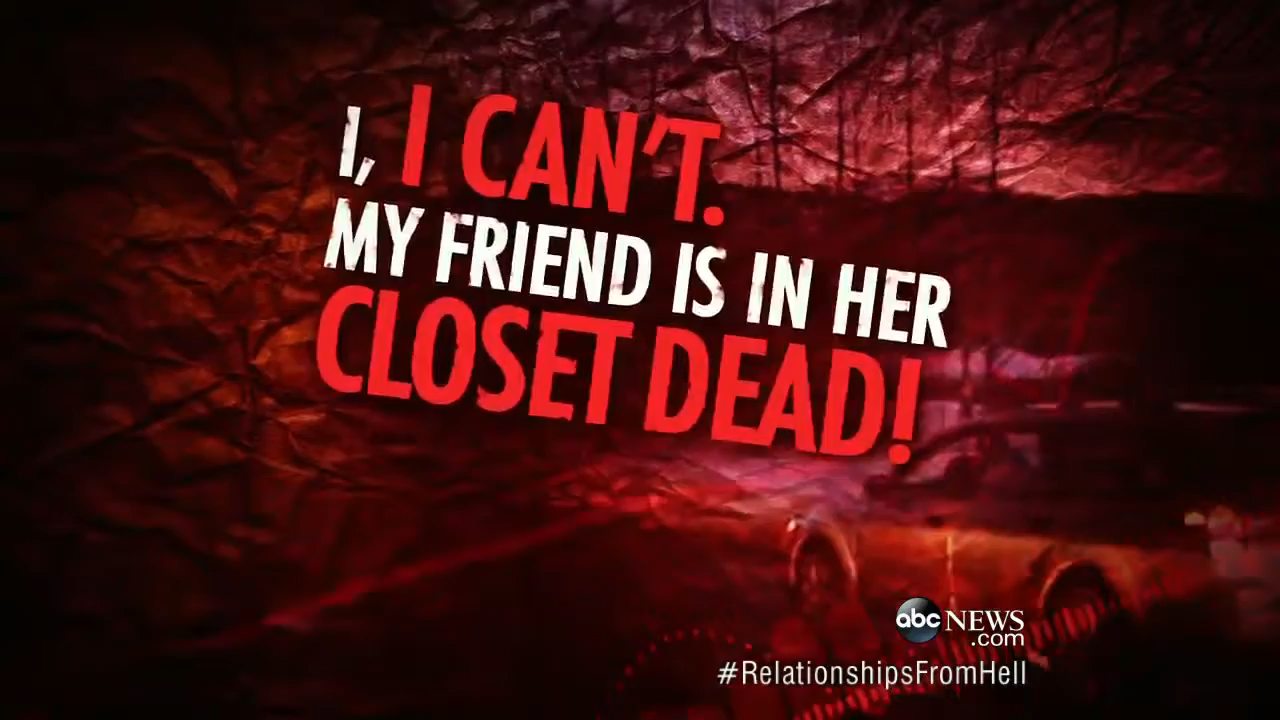 I, I CAN'T.
MY FRIEND IS IN HER
CLOSET DEAD!
abc NEWS
.com
#RelationshipsFromHell